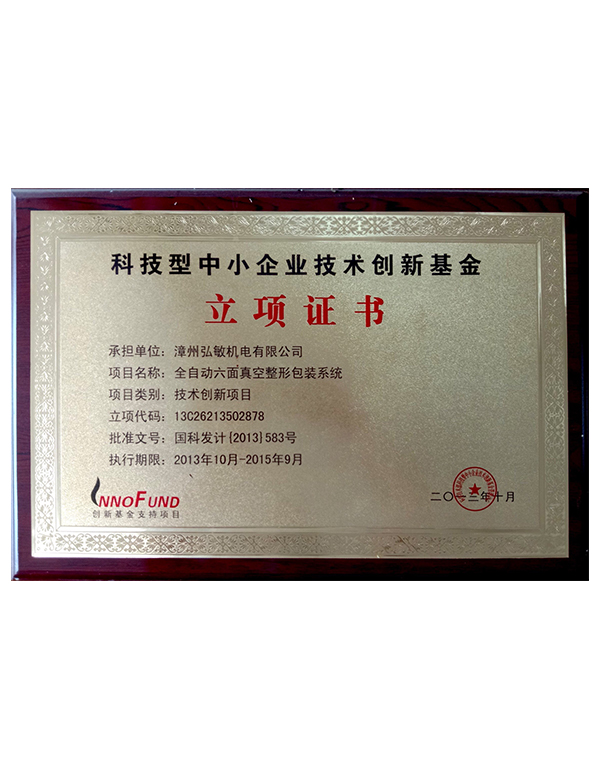 科技型中小企业技术创新基金
立项证书
承担单位：漳州弘敏机电有限公司
项目名称：全自动六面真空整形包装系统
项目类别：技术创新项目
立项代码：13C26213502878
批准文号：国科发计{2013}583号
执行期限：2013年10月-2015年9月
INNOFUND
创新基金支持项目
二〇一三年十月